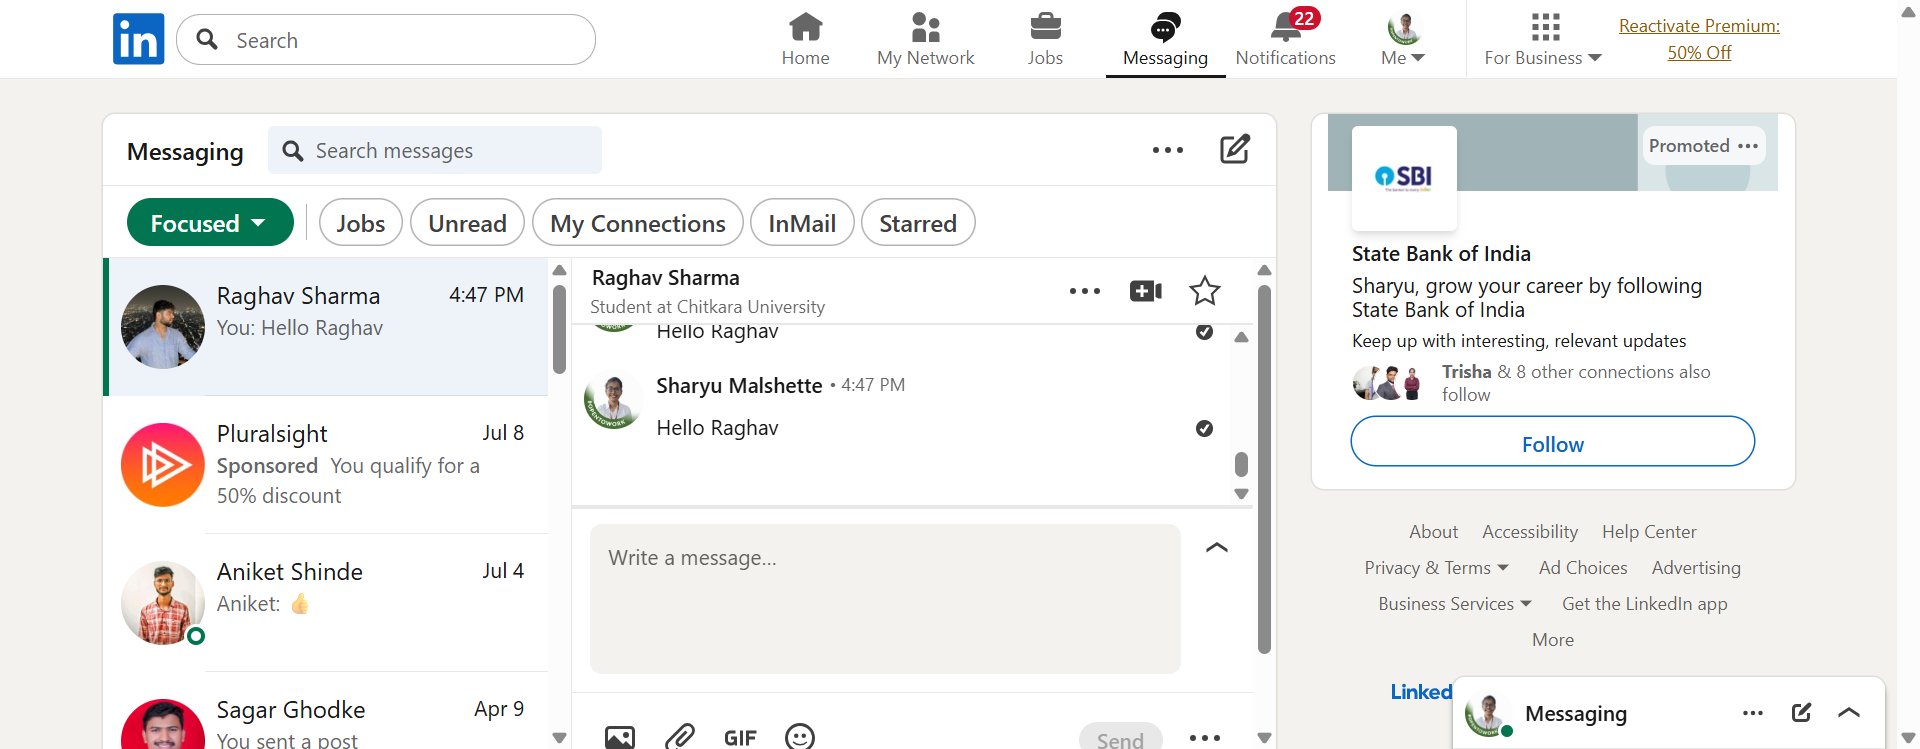 in
Search
Home
My Network
Jobs
Messaging
22
Notifications
Me
For Business
Reactivate Premium:
50% Off
Messaging
Search messages
Focused
Jobs
Unread
My Connections
InMail
Starred
Raghav Sharma
4:47 PM
You: Hello Raghav
Pluralsight
Jul 8
Sponsored You qualify for a
50% discount
Aniket Shinde
Jul 4
Aniket: 👍
Sagar Ghodke
Apr 9
You sent a post
Raghav Sharma
Student at Chitkara University
Hello Raghav
Sharyu Malshette • 4:47 PM
Hello Raghav
Write a message...
GIF
Send
Promoted
SBI
State Bank of India
Sharyu, grow your career by following
State Bank of India
Keep up with interesting, relevant updates
Trisha & 8 other connections also
follow
Follow
About Accessibility Help Center
Privacy & Terms Ad Choices Advertising
Business Services Get the LinkedIn app
More
Linked
Messaging